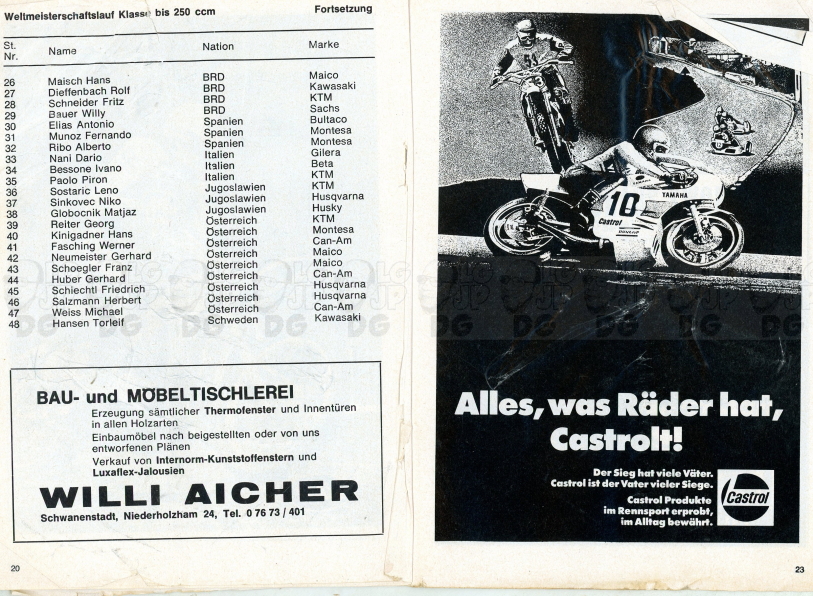 Weltmeisterschaftslauf Klasse bis 250 ccm Fortsetzung
St. Nr. Name Nation Marke
26 Maisch Hans BRD Maico
27 Dieffenbach Rolf BRD Kawasaki
28 Schneider Fritz BRD KTM
29 Bauer Willy BRD Sachs
30 Elias Antonio Spanien Bultaco
31 Munoz Fernando Spanien Montesa
32 Ribo Alberto Spanien Montesa
33 Nani Dario Italien Gilera
34 Bessone Ivano Italien Beta
35 Paolo Piron Italien KTM
36 Sostaric Leno Jugoslawien KTM
37 Sinkovec Niko Jugoslawien Husqvarna
38 Globocnik Matjaz Jugoslawien Husky
39 Reiter Georg Österreich KTM
40 Kinigadner Hans Österreich Montesa
41 Fasching Werner Österreich Can-Am
42 Neumeister Gerhard Österreich Maico
43 Schoegler Franz Österreich Maico
44 Huber Gerhard Österreich Can-Am
45 Schiechtl Friedrich Österreich Husqvarna
46 Salzmann Herbert Österreich Husqvarna
47 Weiss Michael Österreich Can-Am
48 Hansen Torleif Schweden Kawasaki
BAU- und MÖBELTISCHLEREI
Erzeugung sämtlicher Thermofenster und Innentüren
in allen Holzarten
Einbaumöbel nach beigestellten oder von uns
entworfenen Plänen
Verkauf von Internorm-Kunststoffenstern und
Luxaflex-Jalousien
WILLI AICHER
Schwanenstadt, Niederholzham 24, Tel. 0 76 73 / 401
20
YAMAHA
10
Castrol
DUNLOP
Alles, was Räder hat,
Castrolt!
Der Sieg hat viele Väter.
Castrol ist der Vater vieler Siege.
Castrol Produkte
im Rennsport erprobt,
im Alltag bewährt.
Castrol
23